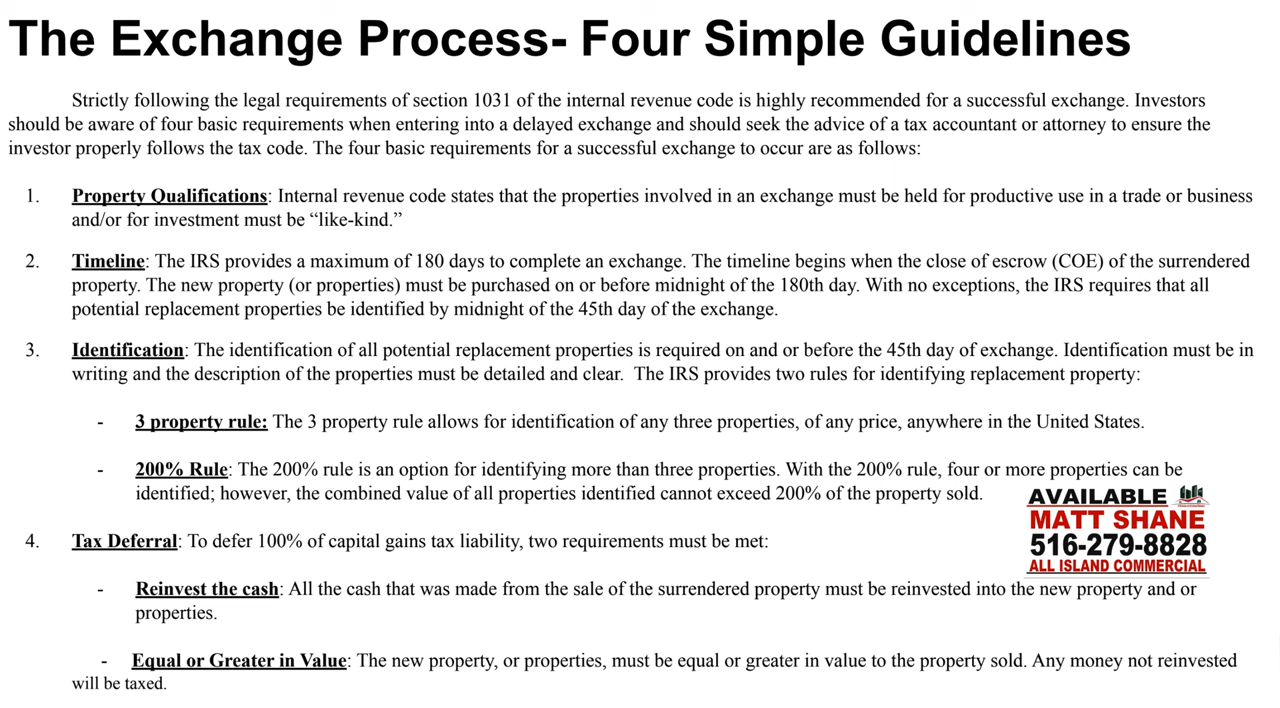 The Exchange Process- Four Simple Guidelines
Strictly following the legal requirements of section 1031 of the internal revenue code is highly recommended for a successful exchange. Investors
should be aware of four basic requirements when entering into a delayed exchange and should seek the advice of a tax accountant or attorney to ensure the
investor properly follows the tax code. The four basic requirements for a successful exchange to occur are as follows:
1. Property Qualifications: Internal revenue code states that the properties involved in an exchange must be held for productive use in a trade or business
and/or for investment must be “like-kind.”
2. Timeline: The IRS provides a maximum of 180 days to complete an exchange. The timeline begins when the close of escrow (COE) of the surrendered
property. The new property (or properties) must be purchased on or before midnight of the 180th day. With no exceptions, the IRS requires that all
potential replacement properties be identified by midnight of the 45th day of the exchange.
3. Identification: The identification of all potential replacement properties is required on and or before the 45th day of exchange. Identification must be in
writing and the description of the properties must be detailed and clear. The IRS provides two rules for identifying replacement property:
- 3 property rule: The 3 property rule allows for identification of any three properties, of any price, anywhere in the United States.
- 200% Rule: The 200% rule is an option for identifying more than three properties. With the 200% rule, four or more properties can be
identified; however, the combined value of all properties identified cannot exceed 200% of the property sold.
AVAILABLE
MATT SHANE
516-279-8828
ALL ISLAND COMMERCIAL
4. Tax Deferral: To defer 100% of capital gains tax liability, two requirements must be met:
- Reinvest the cash: All the cash that was made from the sale of the surrendered property must be reinvested into the new property and or
properties.
- Equal or Greater in Value: The new property, or properties, must be equal or greater in value to the property sold. Any money not reinvested
will be taxed.